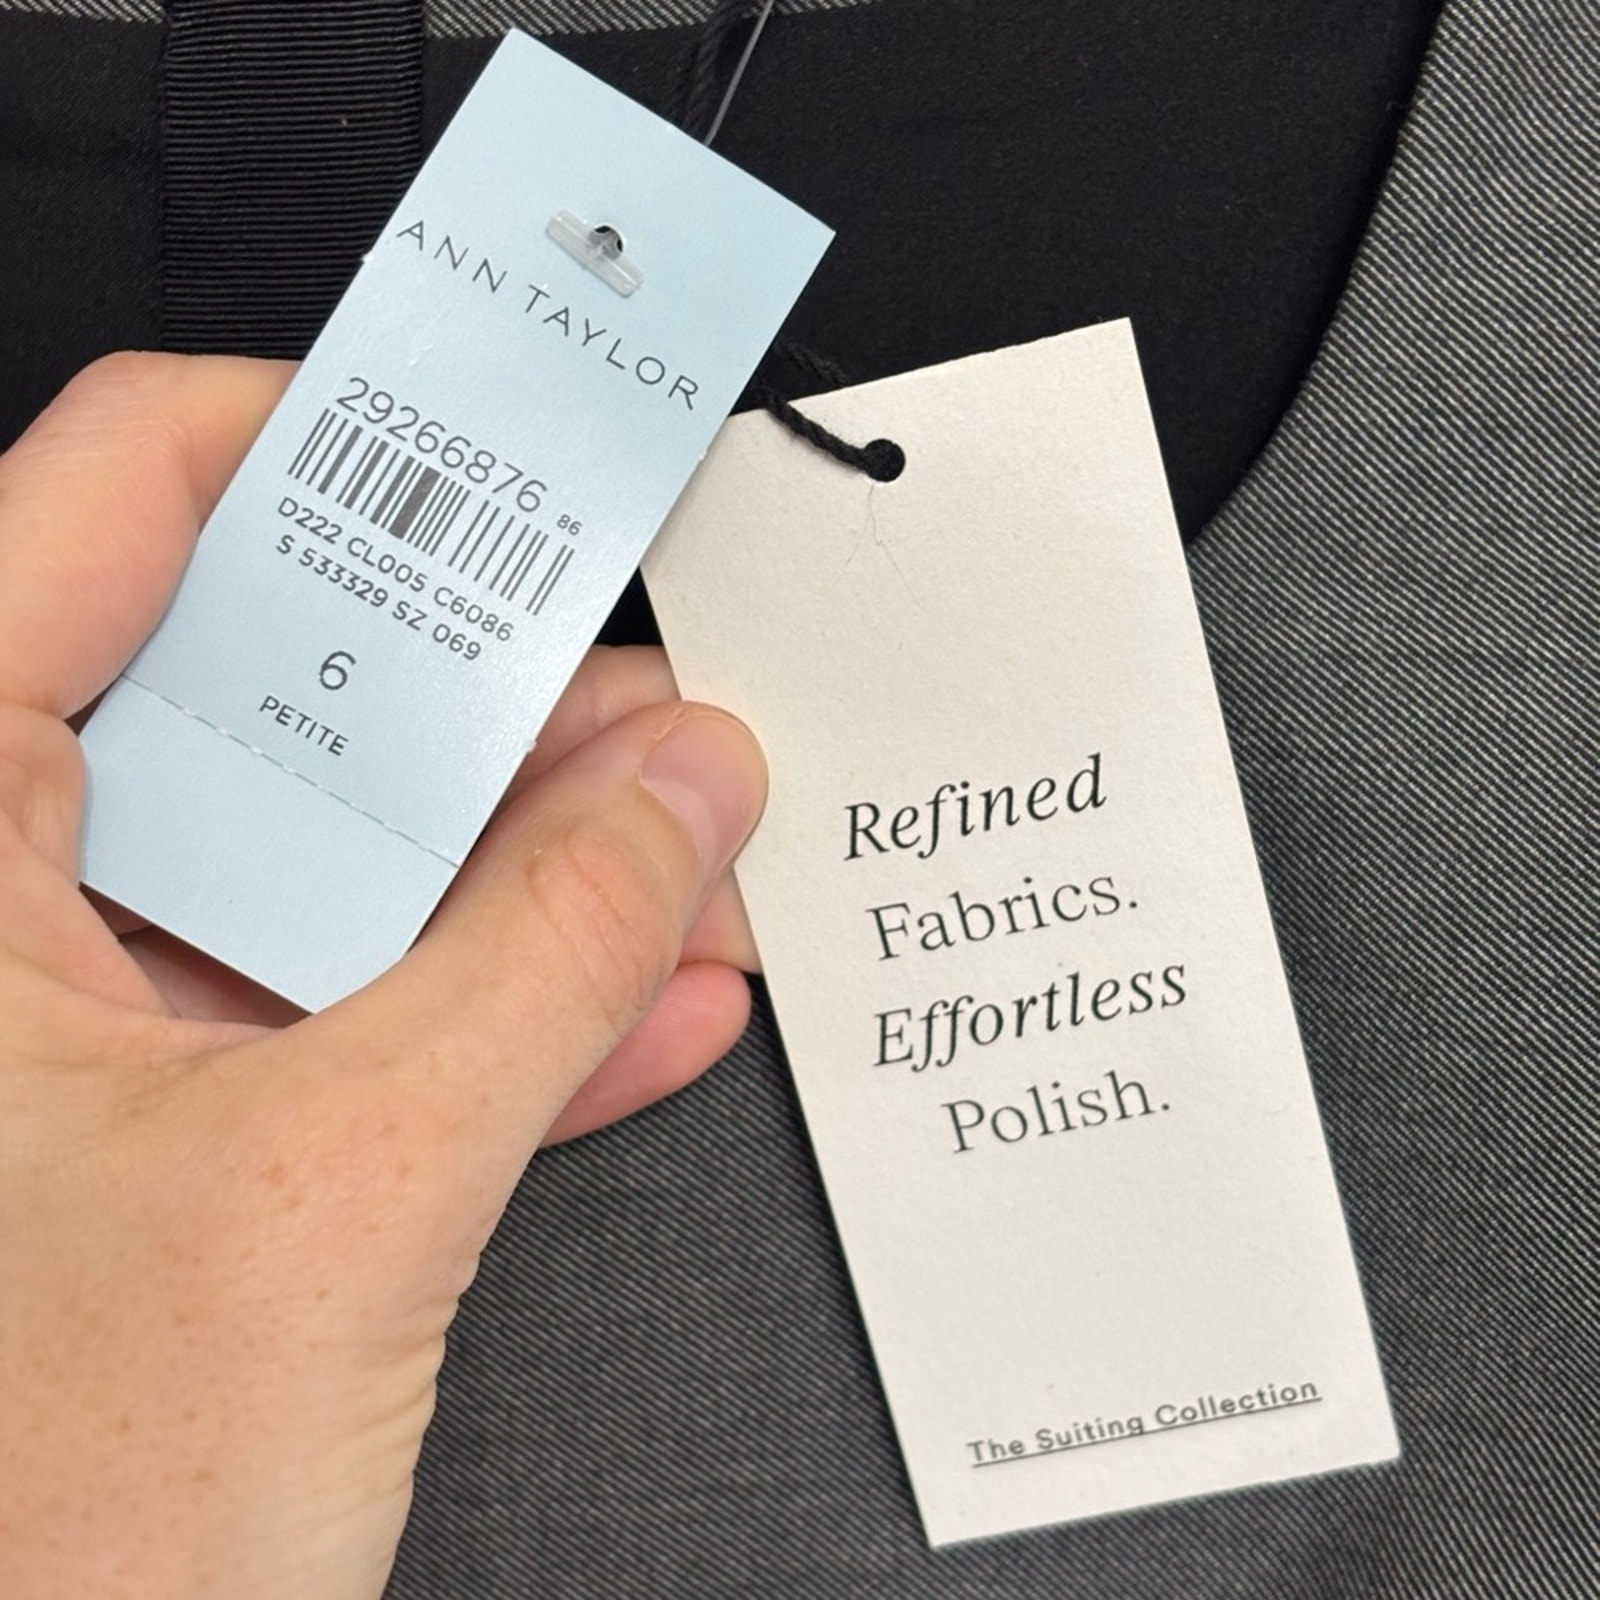 ANN TAYLOR
29266876 86
D222 CL005 C6086
S 533329 SZ 069
6
PETITE
Refined
Fabrics.
Effortless
Polish.
The Suiting Collection